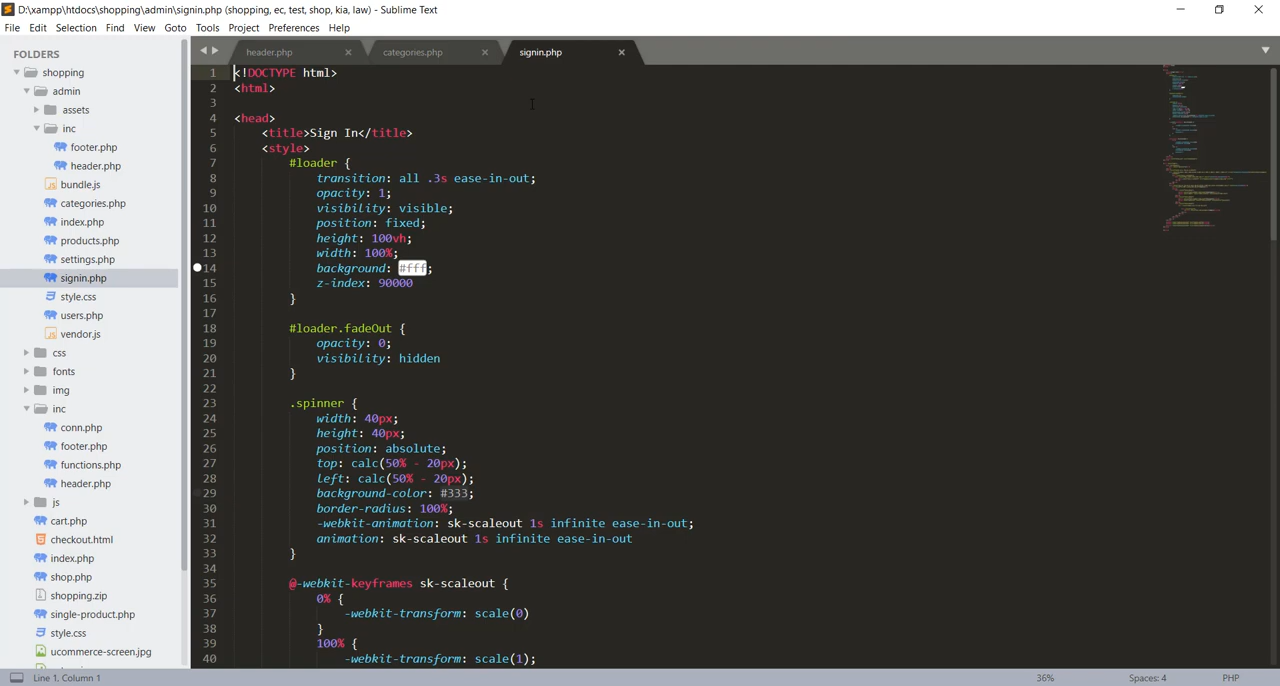 D:\xampp\htdocs\shopping\admin\signin.php (shopping, ec, test, shop, kia, law) - Sublime Text
File Edit Selection Find View Goto Tools Project Preferences Help
FOLDERS
shopping
admin
assets
inc
footer.php
header.php
bundle.js
categories.php
index.php
products.php
settings.php
signin.php
style.css
users.php
vendor.js
css
fonts
img
inc
conn.php
footer.php
functions.php
header.php
js
cart.php
checkout.html
index.php
shop.php
shopping.zip
single-product.php
style.css
ucommerce-screen.jpg
header.php categories.php signin.php
1 <!DOCTYPE html>
2 <html>
3
4 <head>
5 <title>Sign In</title>
6 <style>
7 #loader {
8 transition: all .3s ease-in-out;
9 opacity: 1;
10 visibility: visible;
11 position: fixed;
12 height: 100vh;
13 width: 100%;
14 background: #fff;
15 z-index: 90000
16 }
17
18 #loader.fadeOut {
19 opacity: 0;
20 visibility: hidden
21 }
22
23 .spinner {
24 width: 40px;
25 height: 40px;
26 position: absolute;
27 top: calc(50% - 20px);
28 left: calc(50% - 20px);
29 background-color: #333;
30 border-radius: 100%;
31 -webkit-animation: sk-scaleout 1s infinite ease-in-out;
32 animation: sk-scaleout 1s infinite ease-in-out
33 }
34
35 @-webkit-keyframes sk-scaleout {
36 0% {
37 -webkit-transform: scale(0)
38 }
39 100% {
40 -webkit-transform: scale(1);
Line 1, Column 1 36% Spaces: 4 PHP